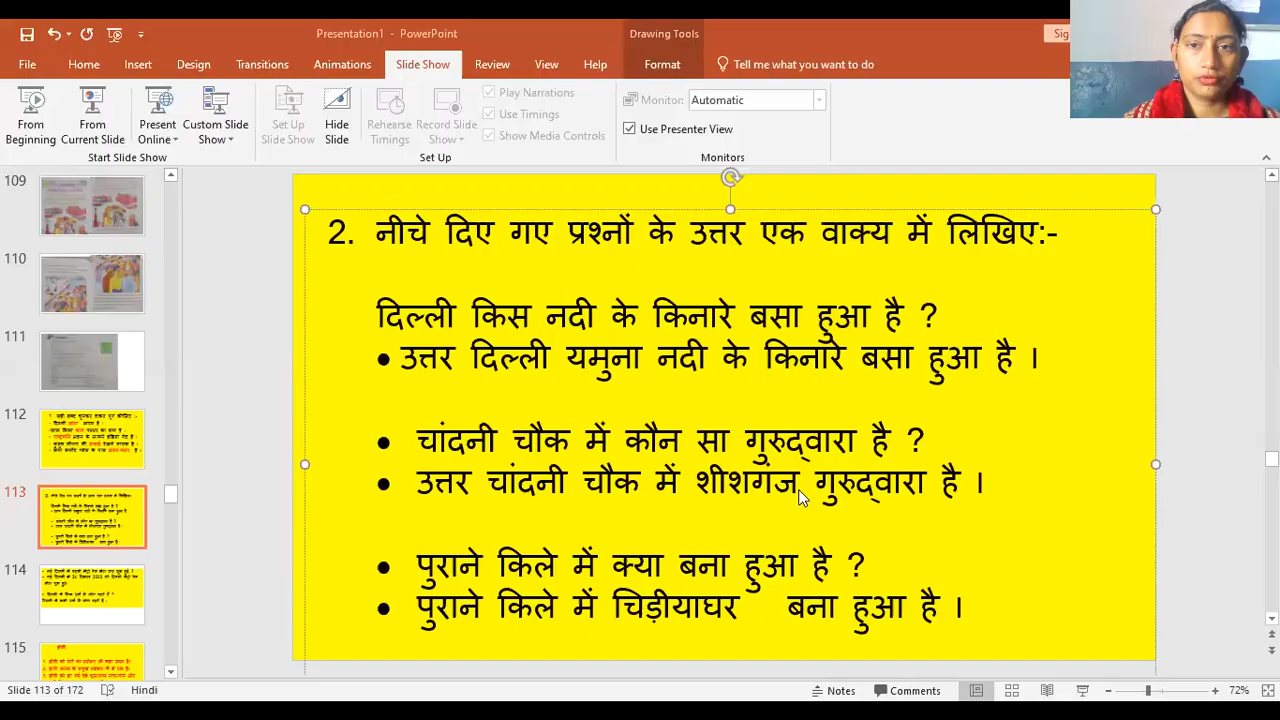 Presentation1 - PowerPoint
Drawing Tools
Sig
File Home Insert Design Transitions Animations Slide Show Review View Help Format Tell me what you want to do
From Beginning
From Current Slide
Present Online
Custom Slide Show
Set Up Slide Show
Hide Slide
Rehearse Timings
Record Slide Show
Play Narrations
Use Timings
Show Media Controls
Monitor: Automatic
Use Presenter View
Start Slide Show
Set Up
Monitors
109
110
111
112
113
114
115
2. नीचे दिए गए प्रश्नों के उत्तर एक वाक्य में लिखिए:-
दिल्ली किस नदी के किनारे बसा हुआ है ?
• उत्तर दिल्ली यमुना नदी के किनारे बसा हुआ है ।
• चांदनी चौक में कौन सा गुरुद्वारा है ?
• उत्तर चांदनी चौक में शीशगंज गुरुद्वारा है ।
• पुराने किले में क्या बना हुआ है ?
• पुराने किले में चिड़ीयाघर बना हुआ है ।
Slide 113 of 172
Hindi
Notes
Comments
72%